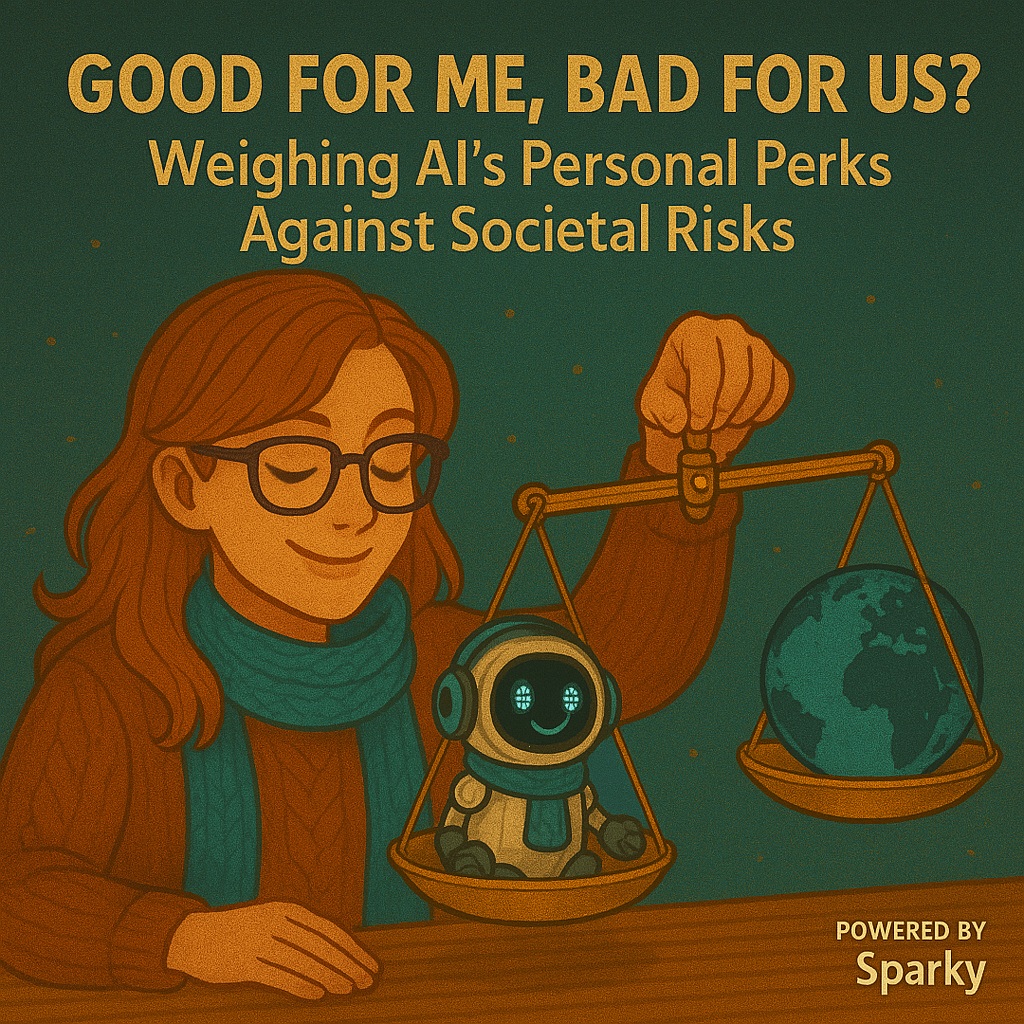 GOOD FOR ME, BAD FOR US?
Weighing AI's Personal Perks
Against Societal Risks
POWERED BY
Sparky